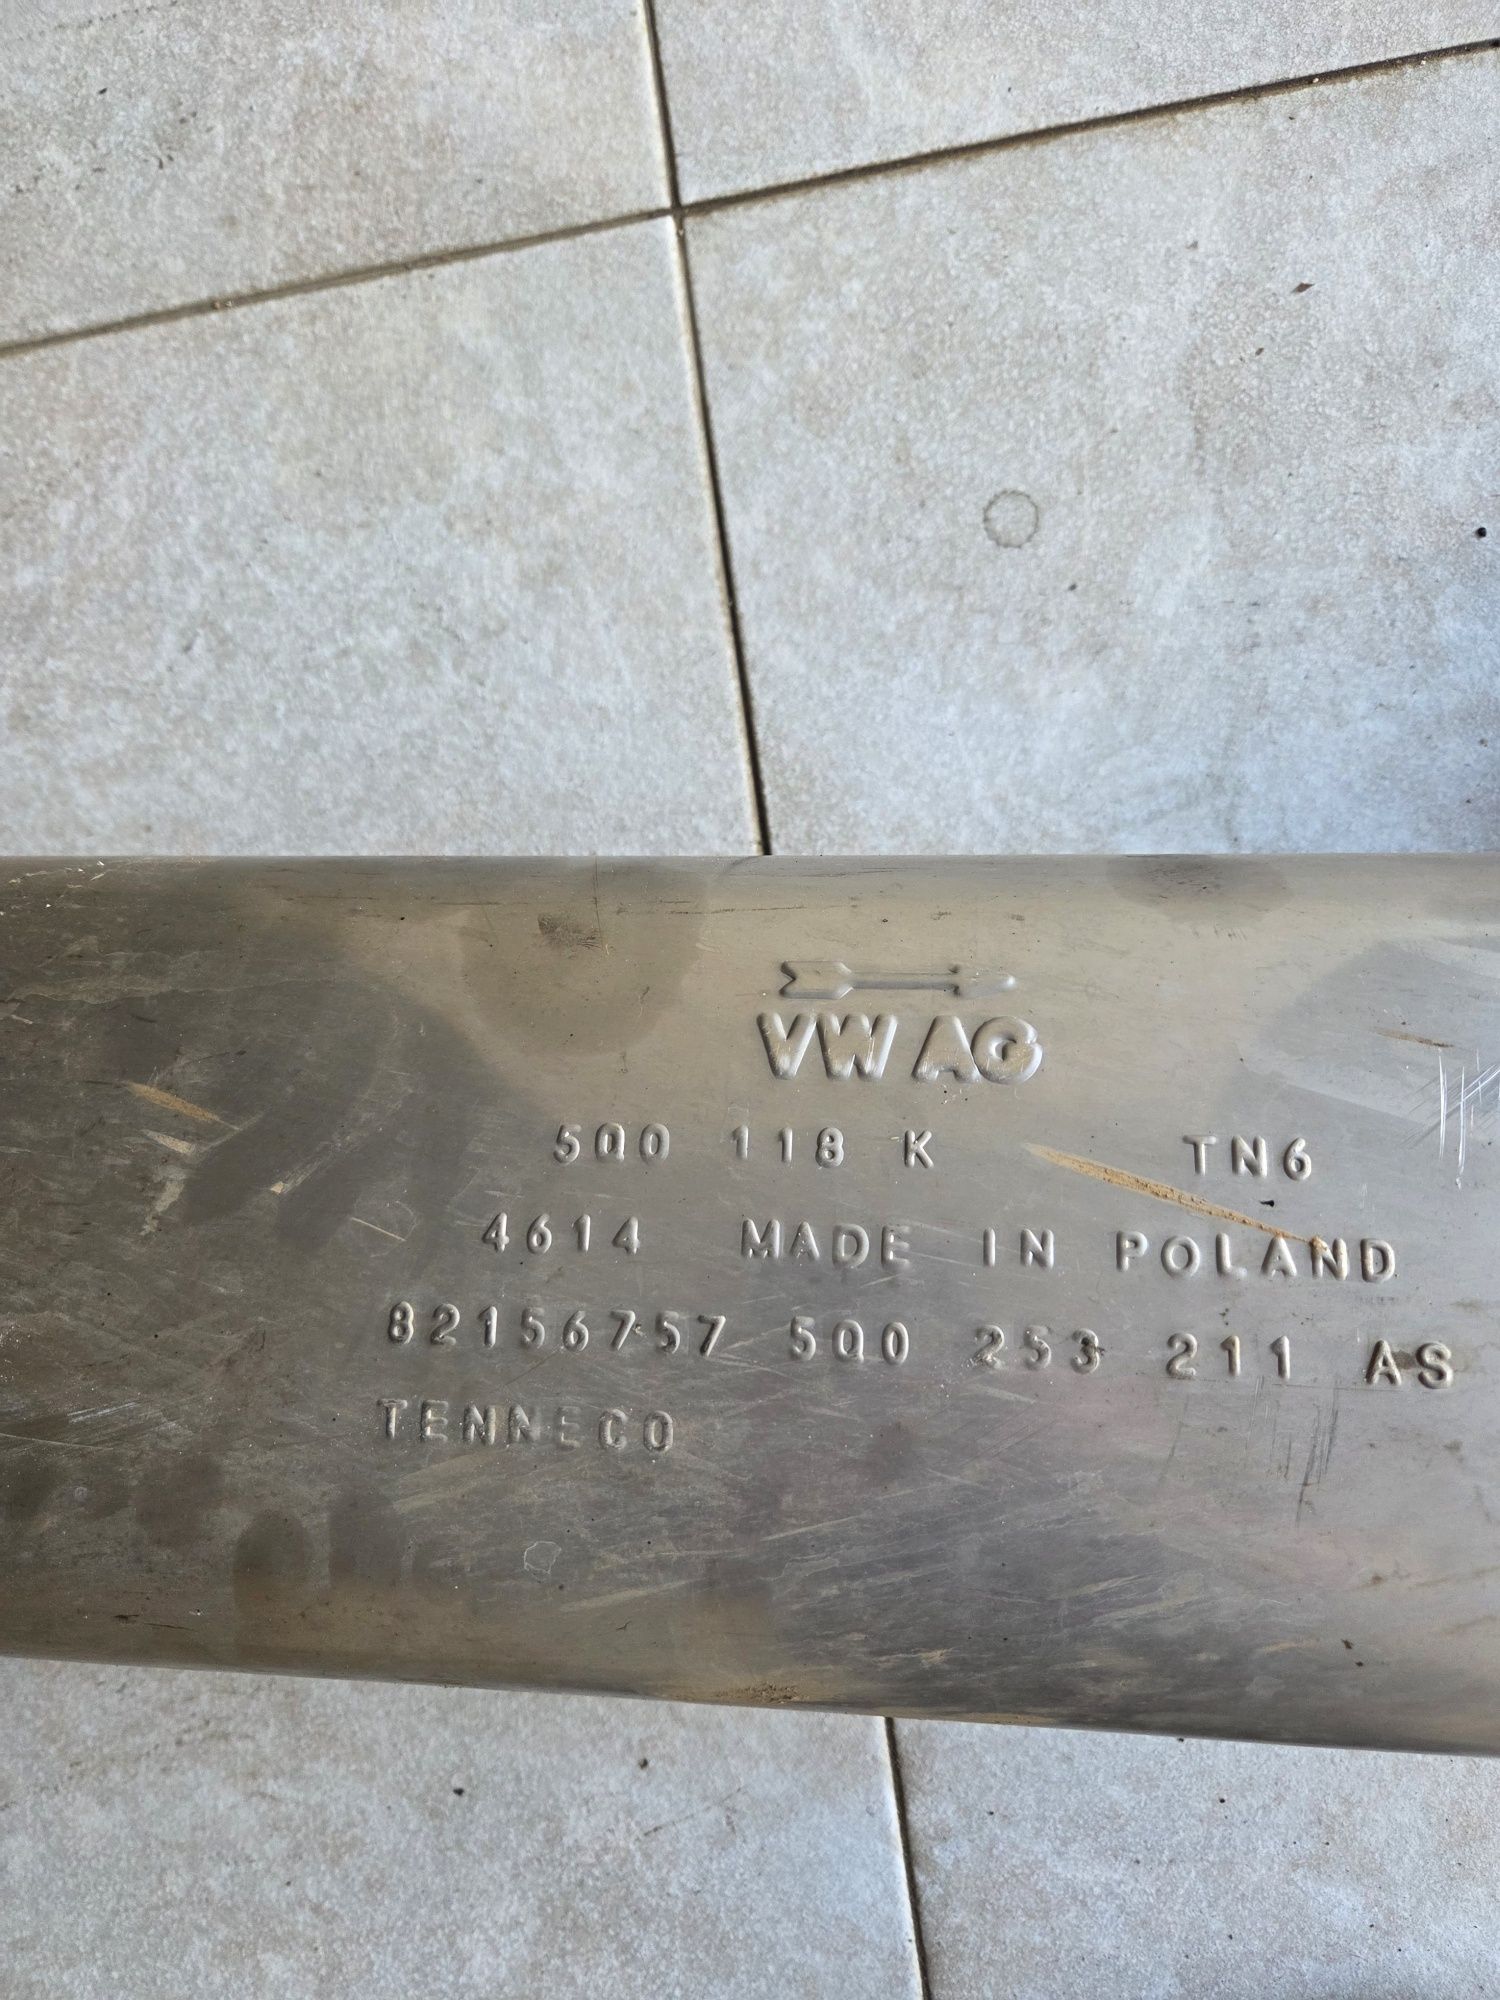 VW AG
5Q0 118 K TN6
4614 MADE IN POLAND
82156757 5Q0 253 211 AS
TENNECO